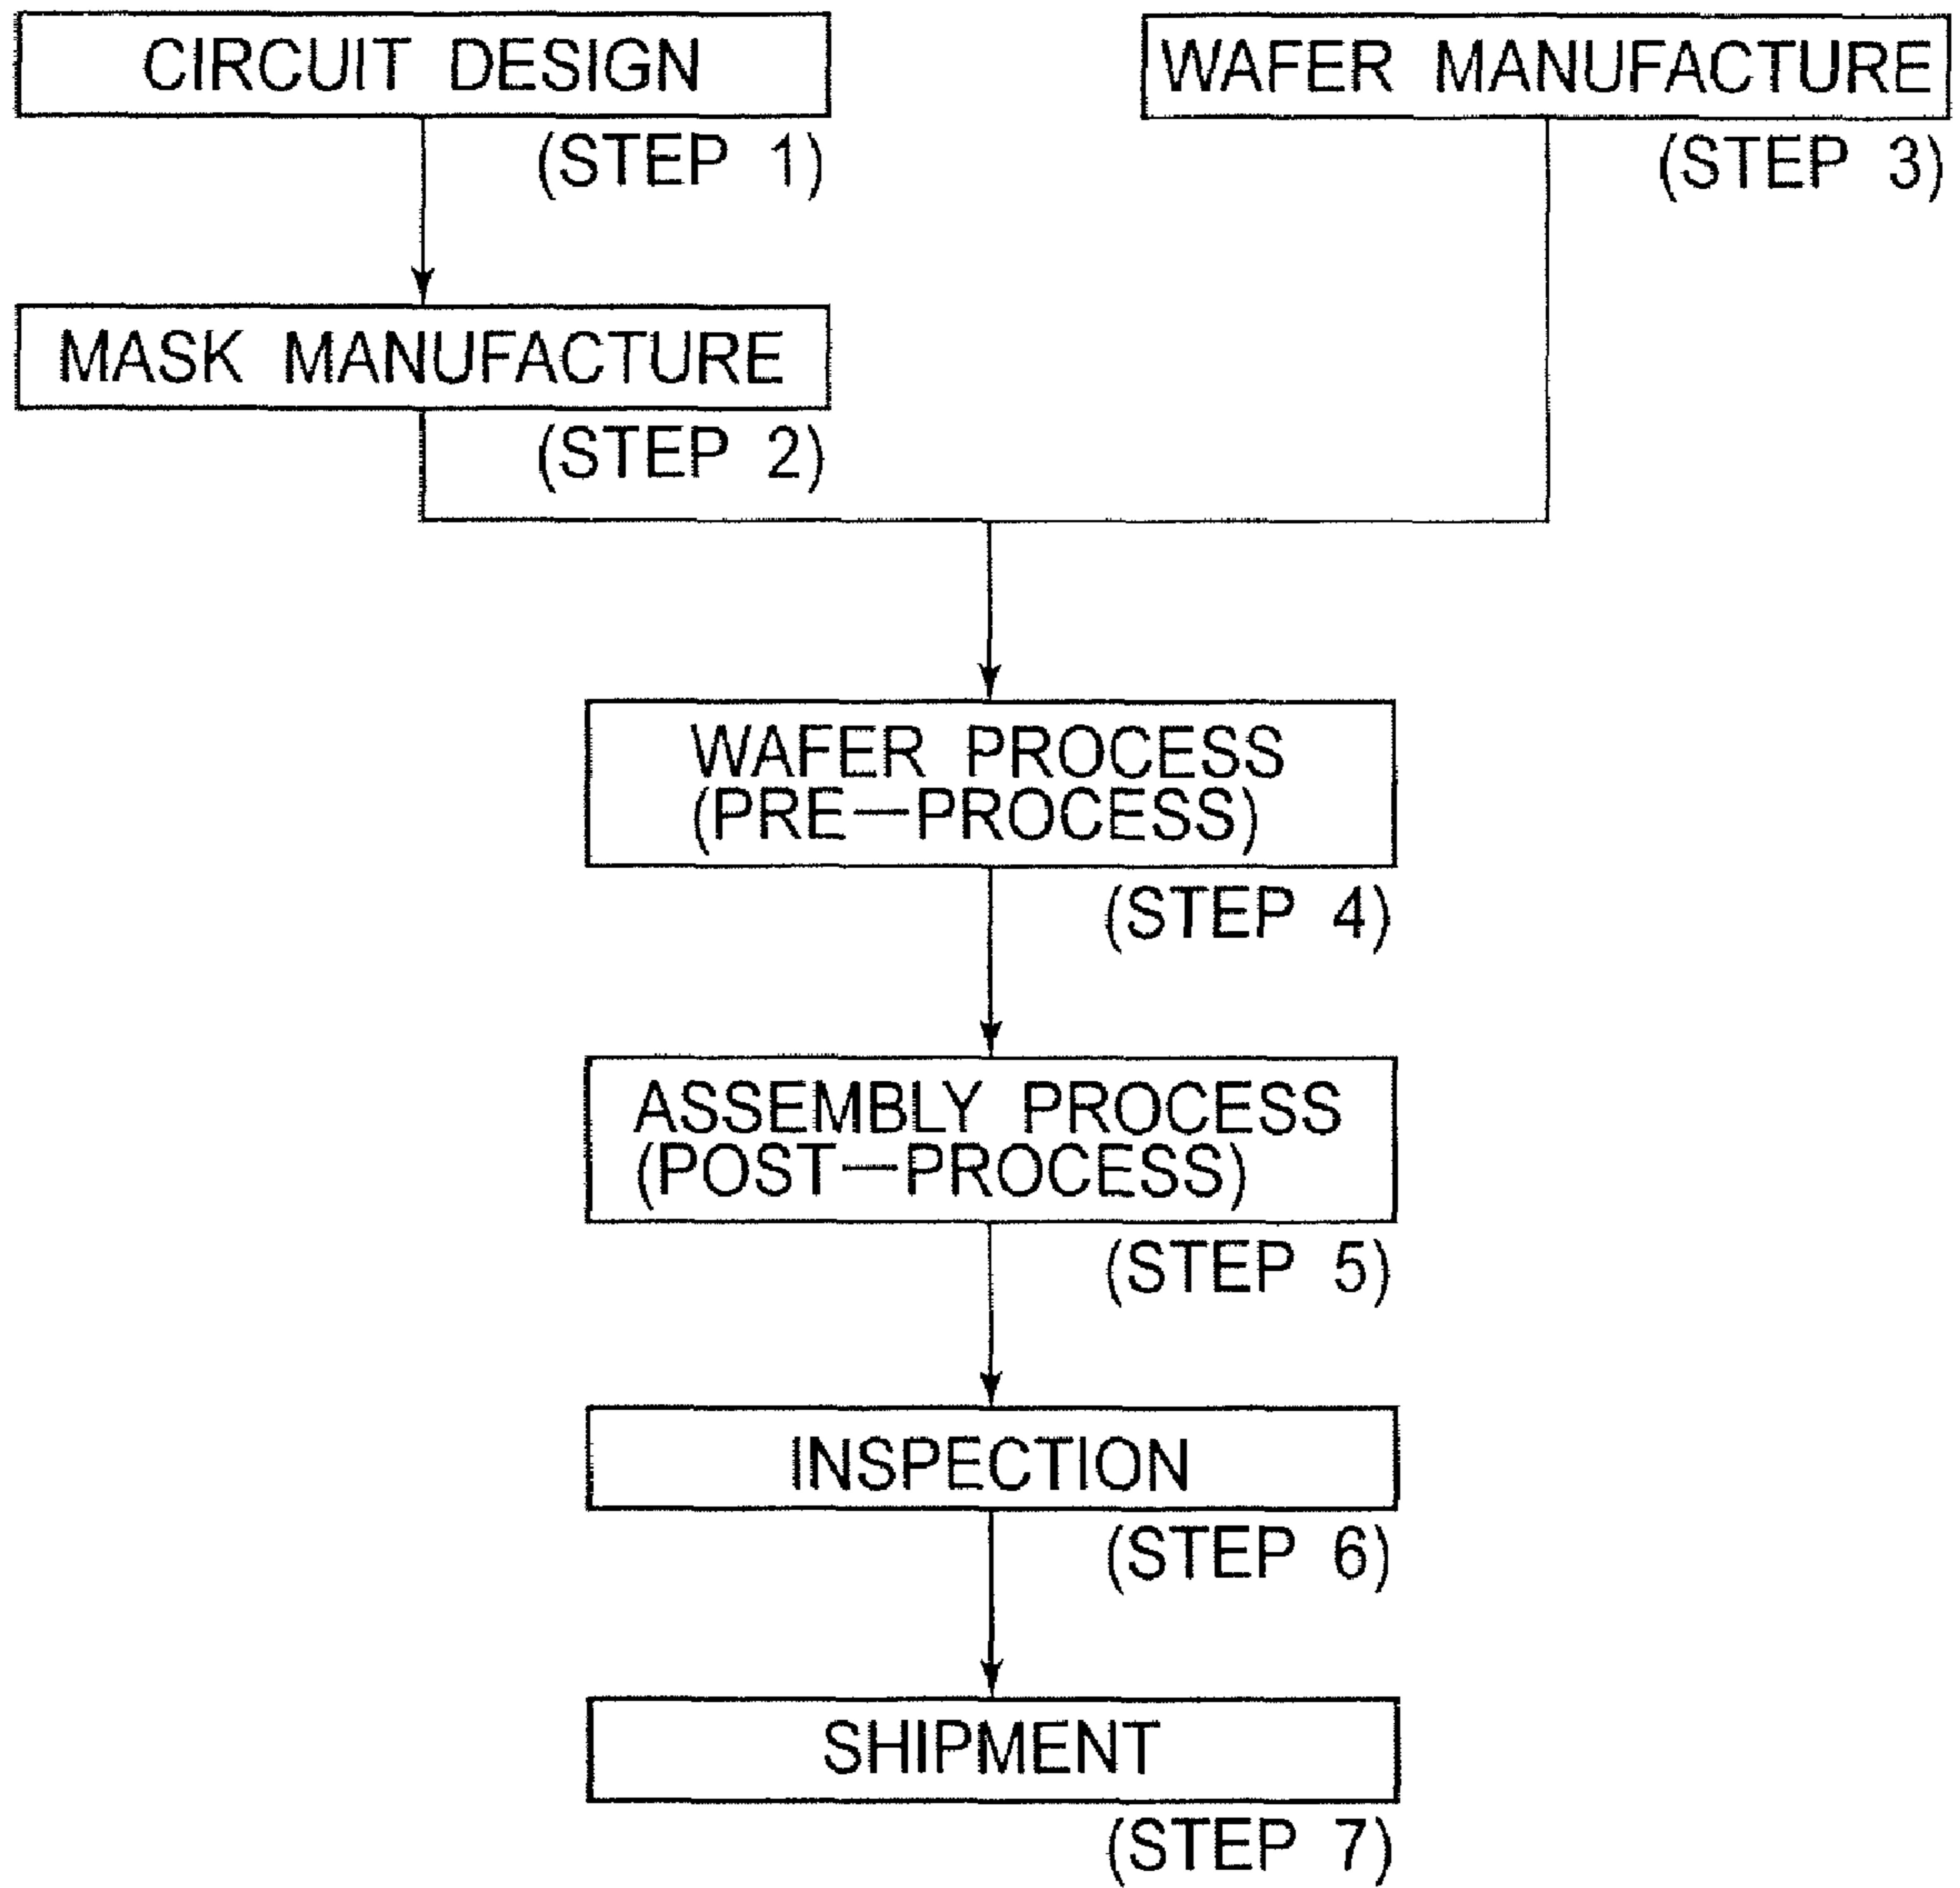 CIRCUIT DESIGN
(STEP 1)
WAFER MANUFACTURE
(STEP 3)
MASK MANUFACTURE
(STEP 2)
WAFER PROCESS
(PRE—PROCESS)
(STEP 4)
ASSEMBLY PROCESS
(POST—PROCESS)
(STEP 5)
INSPECTION
(STEP 6)
SHIPMENT
(STEP 7)